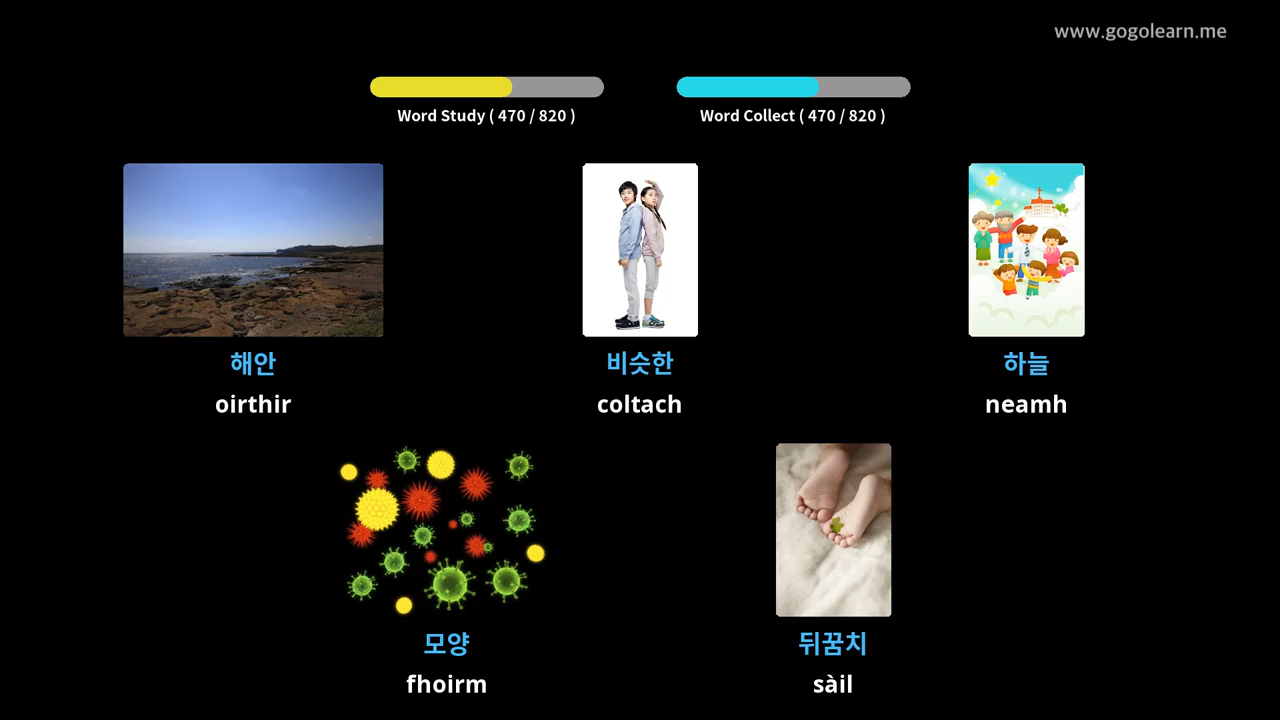 www.gogolearn.me
Word Study ( 470 / 820 )
Word Collect ( 470 / 820 )
해안
oirthir
비슷한
coltach
하늘
neamh
모양
fhoirm
뒤꿈치
sàil